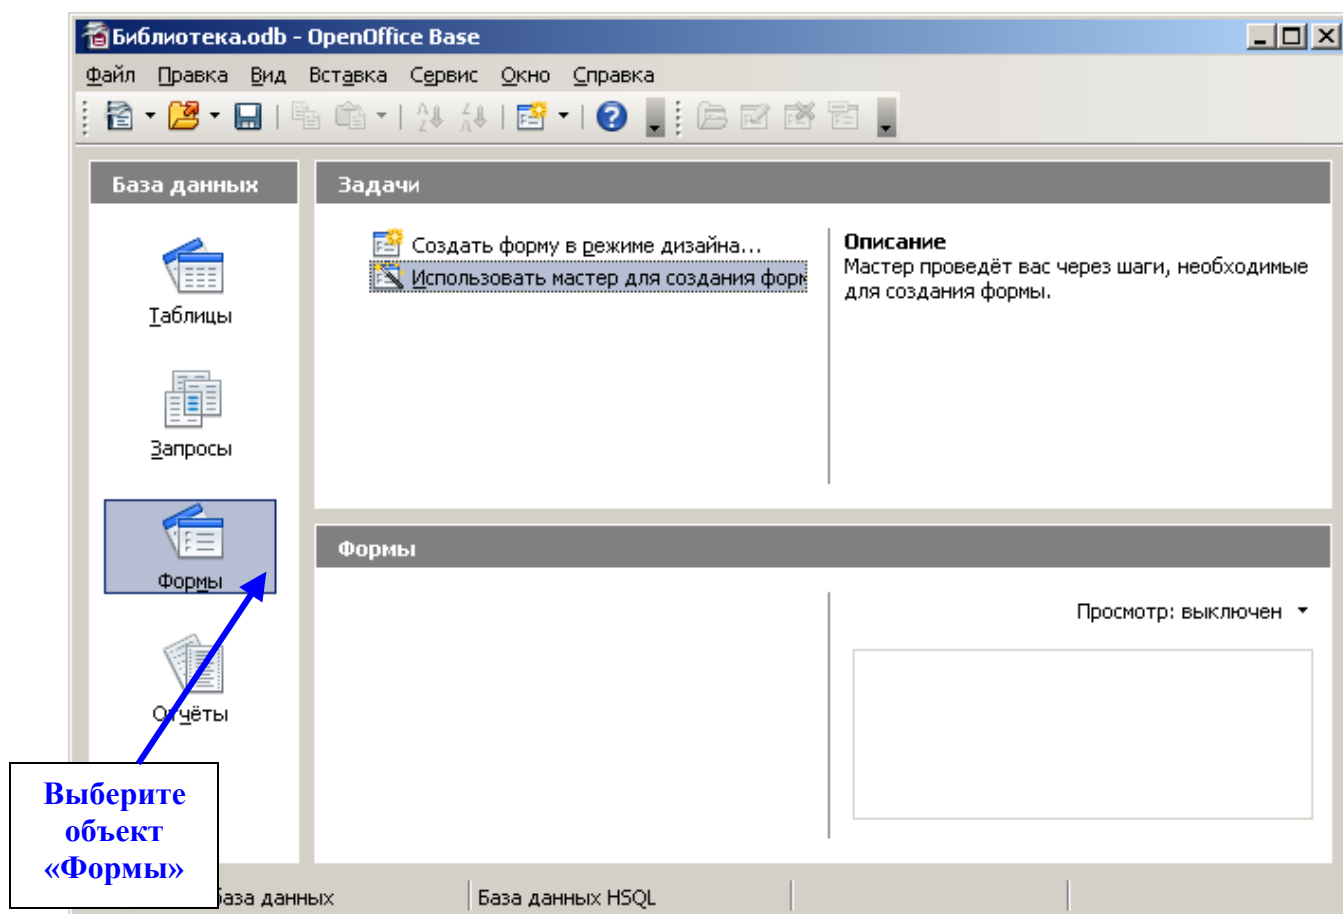 Библиотека.odb - OpenOffice Base
Файл Правка Вид Вставка Сервис Окно Справка
База данных
Задачи
Создать форму в режиме дизайна...
Использовать мастер для создания форм
Описание
Мастер проведёт вас через шаги, необходимые
для создания формы.
Таблицы
Запросы
Формы
Отчёты
Формы
Просмотр: выключен
Выберите
объект
«Формы»
база данных
База данных HSQL